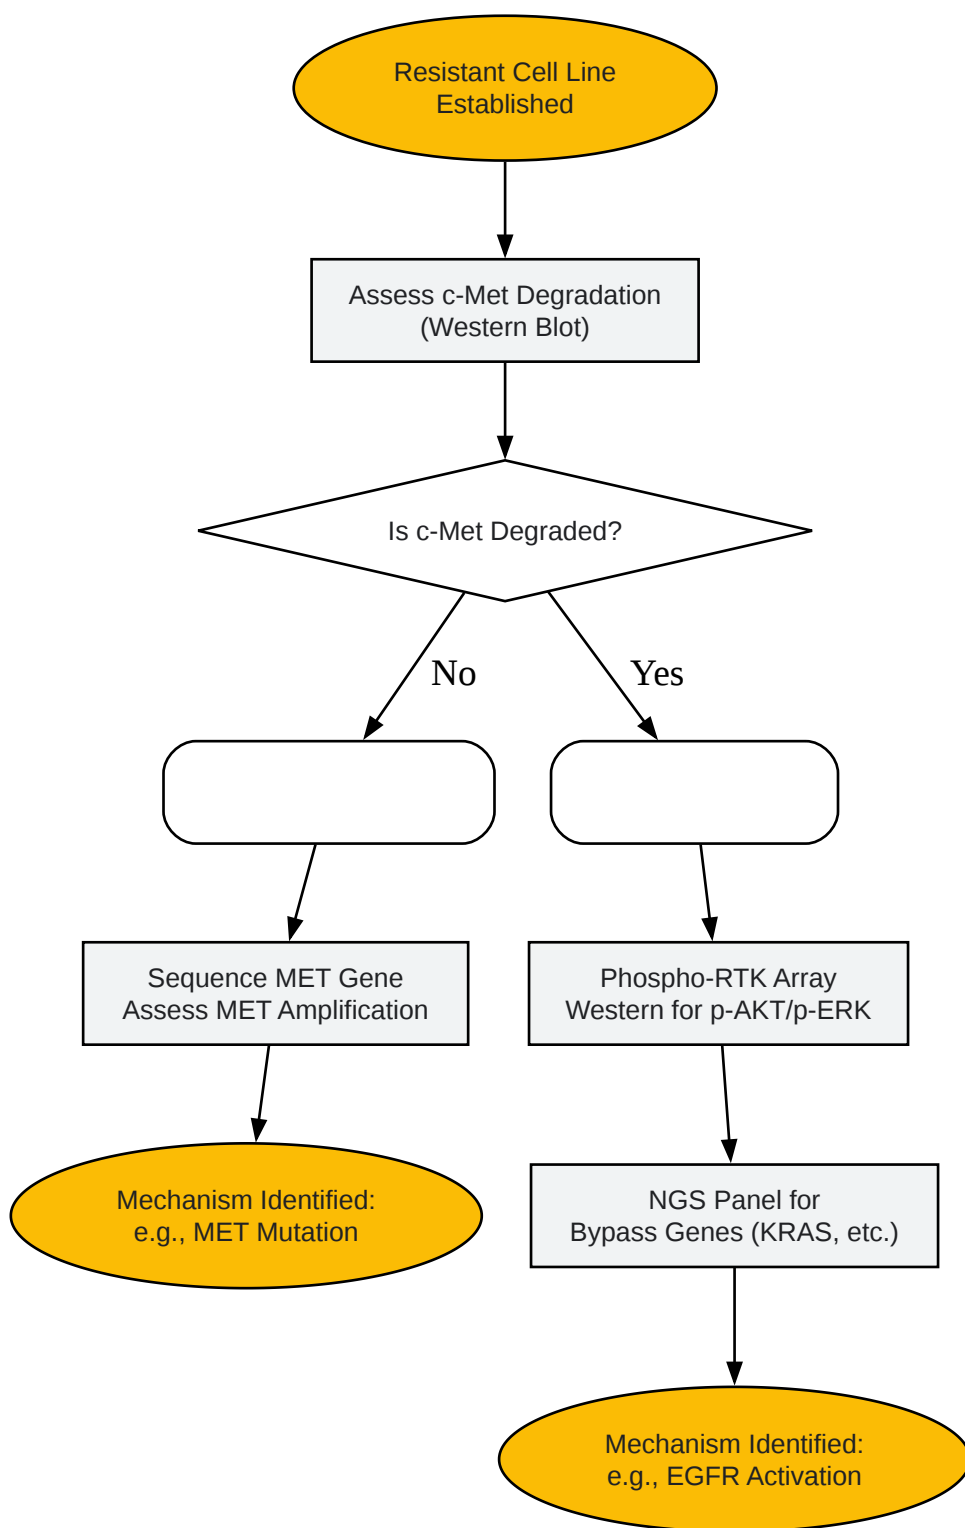 Resistant Cell Line
Established
Assess c-Met Degradation
(Western Blot)
Is c-Met Degraded?
No
Yes
Sequence MET Gene
Assess MET Amplification
Phospho-RTK Array
Western for p-AKT/p-ERK
Mechanism Identified:
e.g., MET Mutation
NGS Panel for
Bypass Genes (KRAS, etc.)
Mechanism Identified:
e.g., EGFR Activation